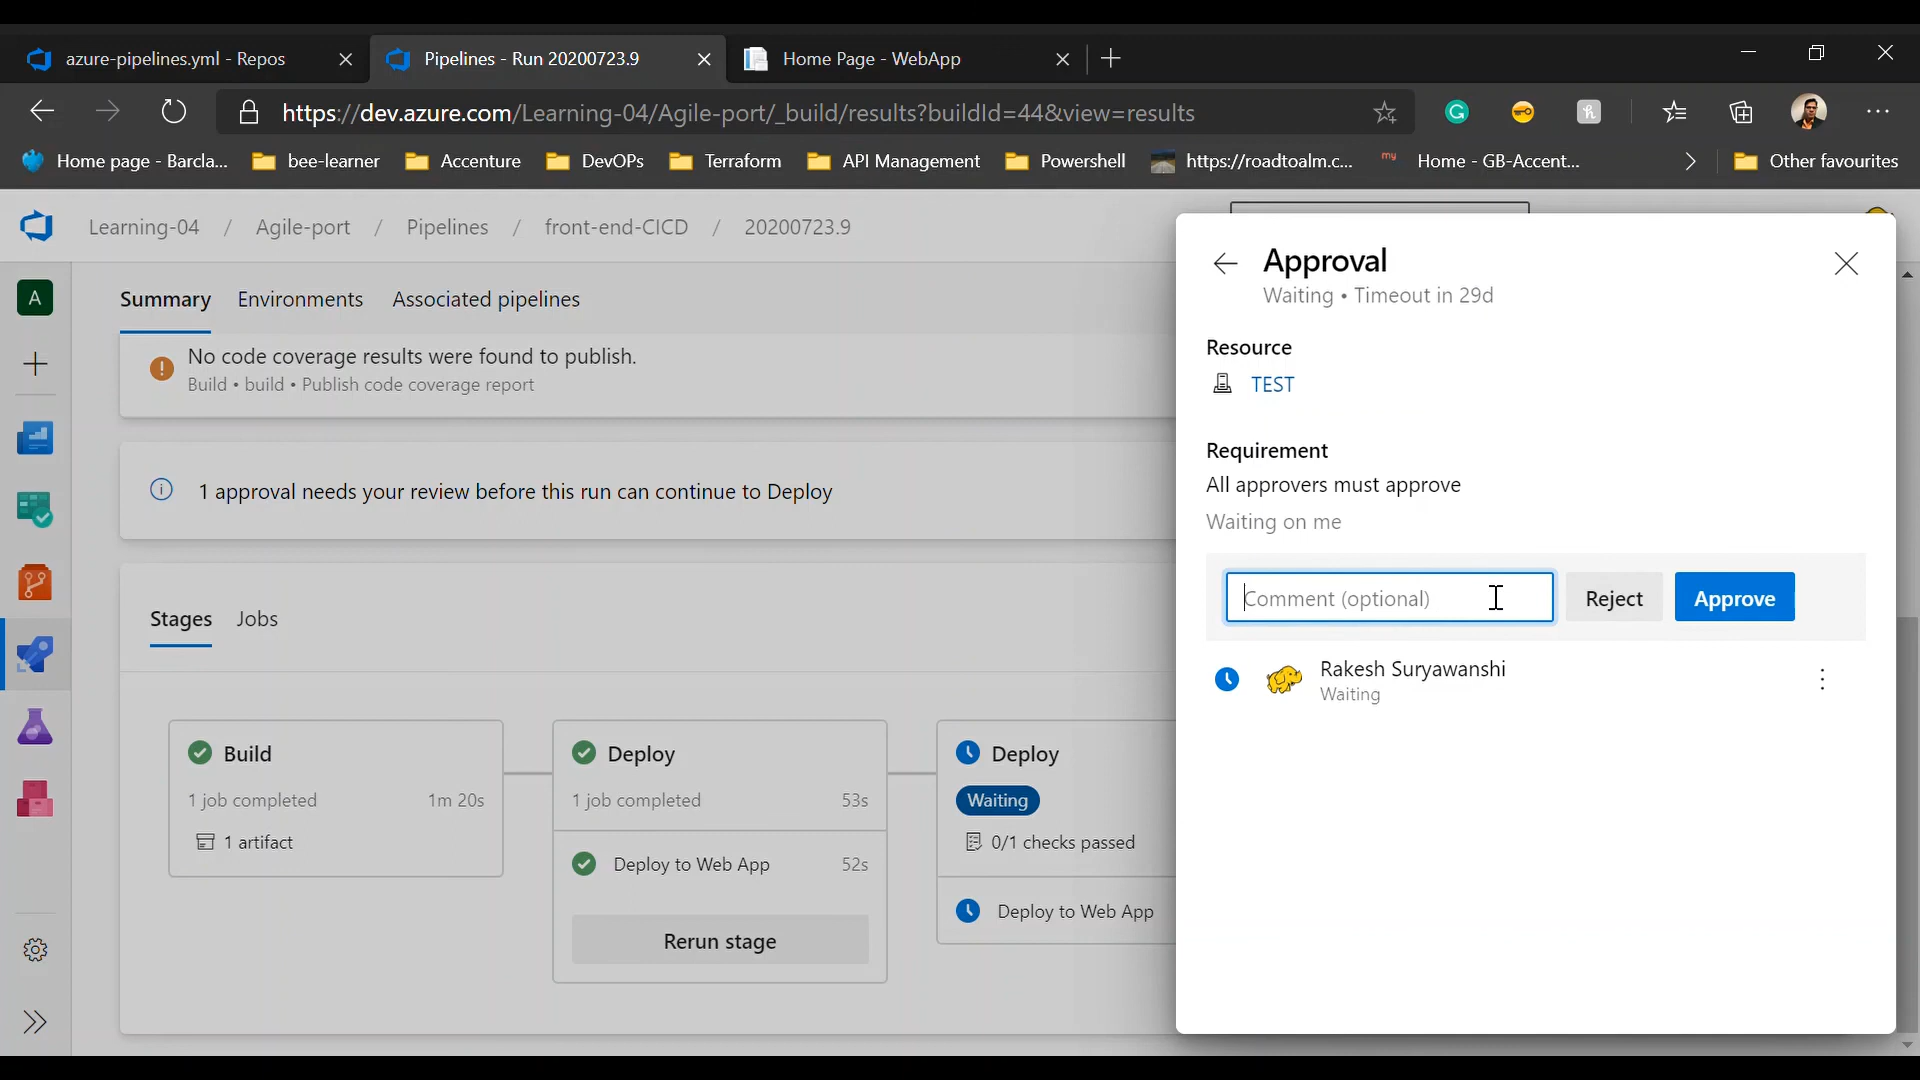 azure-pipelines.yml - Repos
Pipelines - Run 20200723.9
Home Page - WebApp
https://dev.azure.com/Learning-04/Agile-port/_build/results?buildId=44&view=results
Home page - Barcla...
bee-learner
Accenture
DevOPs
Terraform
API Management
Powershell
https://roadtoalm.c...
my
Home - GB-Accent...
Other favourites
Learning-04 / Agile-port / Pipelines / front-end-CICD / 20200723.9
A
Summary
Environments
Associated pipelines
No code coverage results were found to publish.
Build • build • Publish code coverage report
1 approval needs your review before this run can continue to Deploy
Stages
Jobs
Build
1 job completed 1m 20s
1 artifact
Deploy
1 job completed 53s
Deploy to Web App 52s
Rerun stage
Deploy
Waiting
0/1 checks passed
Deploy to Web App
Approval
Waiting • Timeout in 29d
Resource
TEST
Requirement
All approvers must approve
Waiting on me
Comment (optional)
Reject
Approve
Rakesh Suryawanshi
Waiting